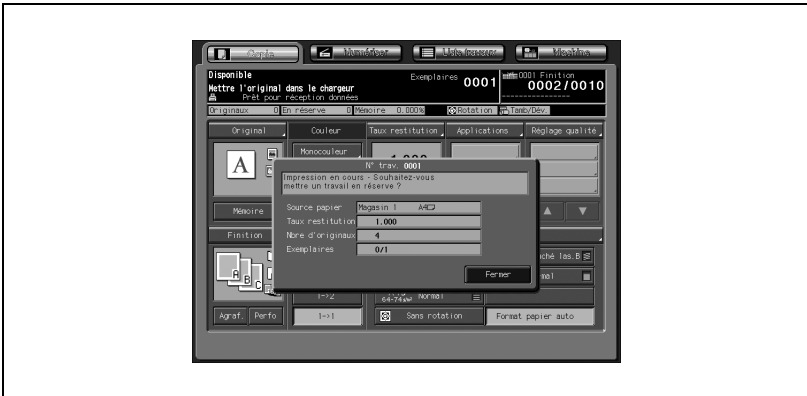 Copie Numériser Liste travaux Machine
Disponible
Mettre l'original dans le chargeur
Prêt pour réception données
Exemplaires 0001
0001 Finition
0002/0010
Originaux 0 En réserve 0 Mémoire 0.000% Rotation Tamb/Dév.
Original Couleur Taux restitution Applications Réglage qualité
A Monocouleur
N° trav. 0001
Impression en cours - Souhaitez-vous
mettre un travail en réserve ?
Source papier Magasin 1 A4
Taux restitution 1.000
Nbre d'originaux 4
Exemplaires 0/1
Fermer
Mémoire
Finition
A B C
1->2 64-74 Normal
Agraf. Perfo 1->1 Sans rotation Format papier auto